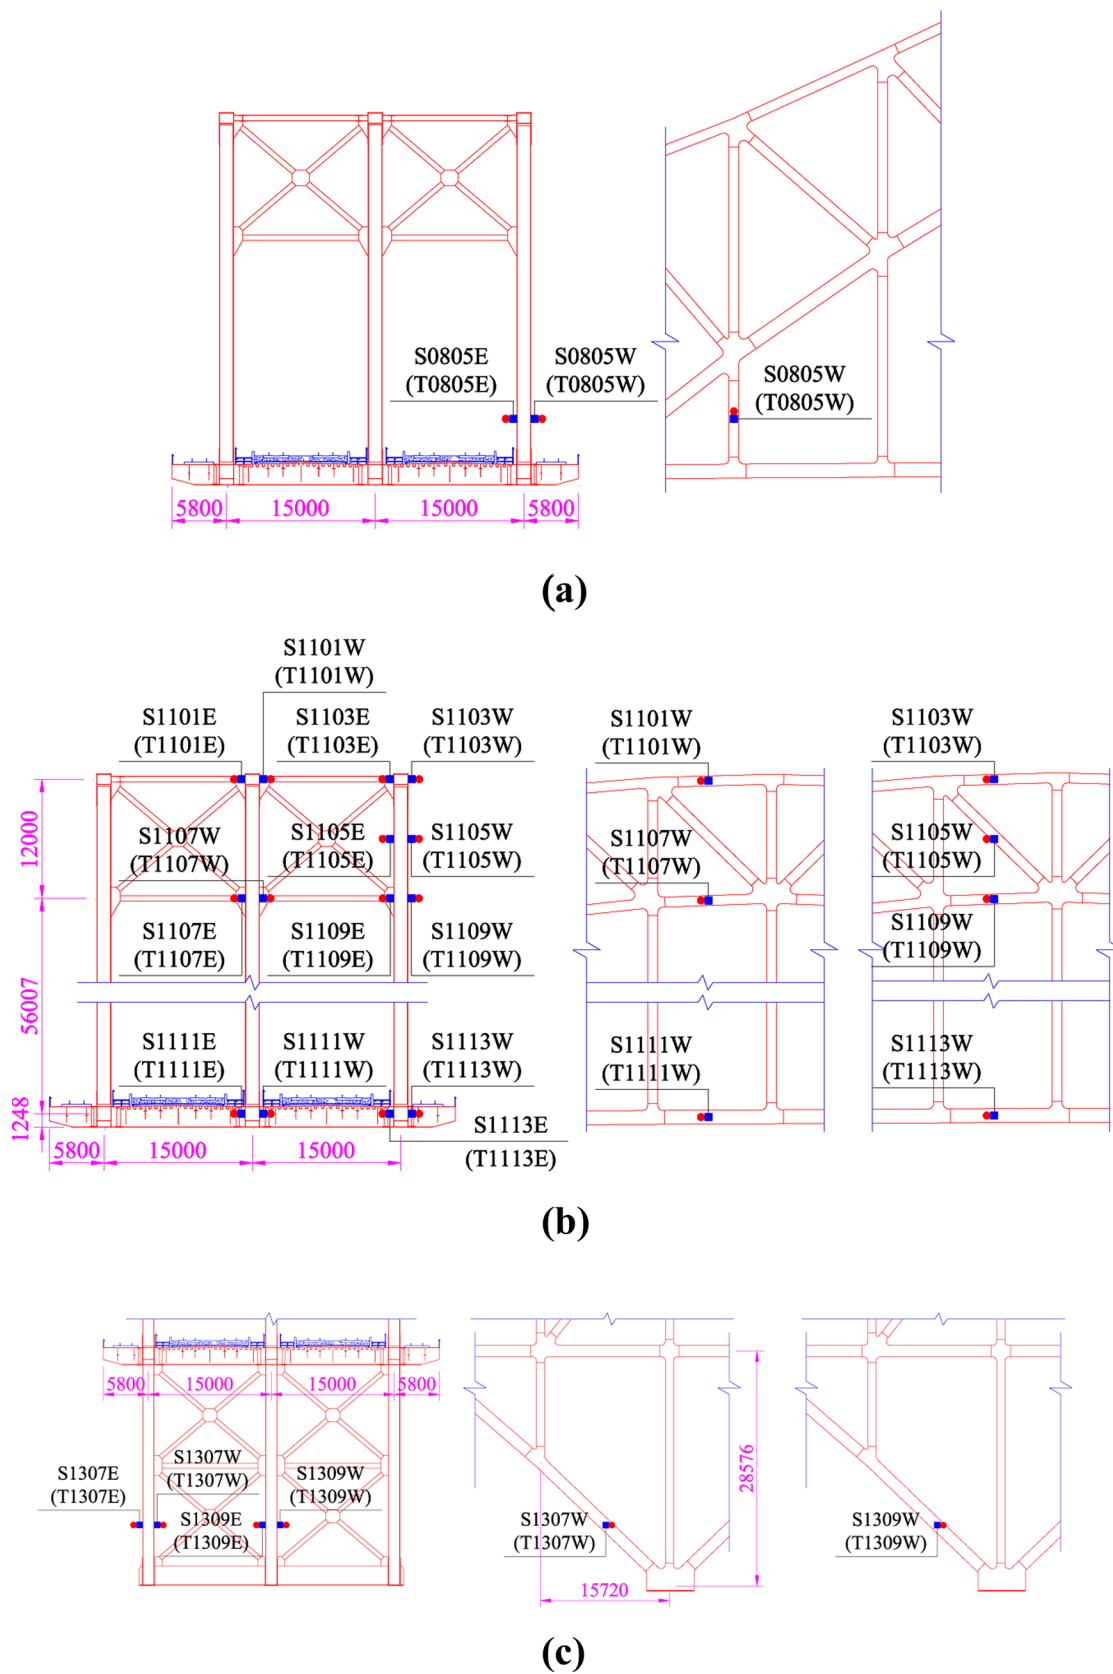 S0805E
(T0805E)
S0805W
(T0805W)
S0805W
(T0805W)
5800
15000
15000
5800
(a)
S1101W
(T1101W)
S1101E
(T1101E)
S1103E
(T1103E)
S1103W
(T1103W)
S1107W
(T1107W)
S1105E
(T1105E)
S1105W
(T1105W)
S1107E
(T1107E)
S1109E
(T1109E)
S1109W
(T1109W)
S1111E
(T1111E)
S1111W
(T1111W)
S1113W
(T1113W)
S1113E
(T1113E)
12000
56007
1248
5800
15000
15000
S1101W
(T1101W)
S1107W
(T1107W)
S1111W
(T1111W)
S1103W
(T1103W)
S1105W
(T1105W)
S1109W
(T1109W)
S1113W
(T1113W)
(b)
5800
15000
15000
5800
S1307E
(T1307E)
S1307W
(T1307W)
S1309W
(T1309W)
S1309E
(T1309E)
S1307W
(T1307W)
28576
15720
S1309W
(T1309W)
(c)